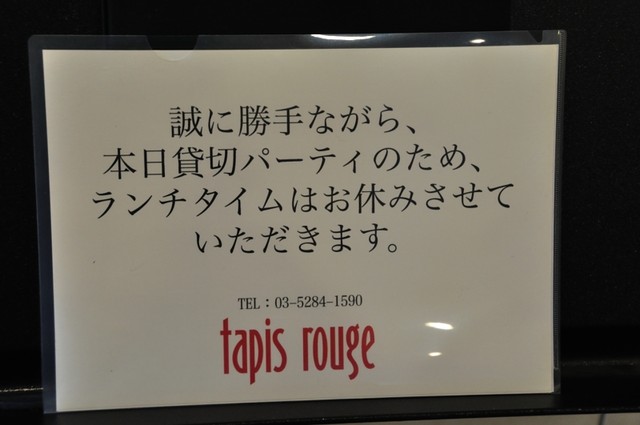 誠に勝手ながら、
本日貸切パーティのため、
ランチタイムはお休みさせて
いただきます。
TEL：03-5284-1590
tapis rouge